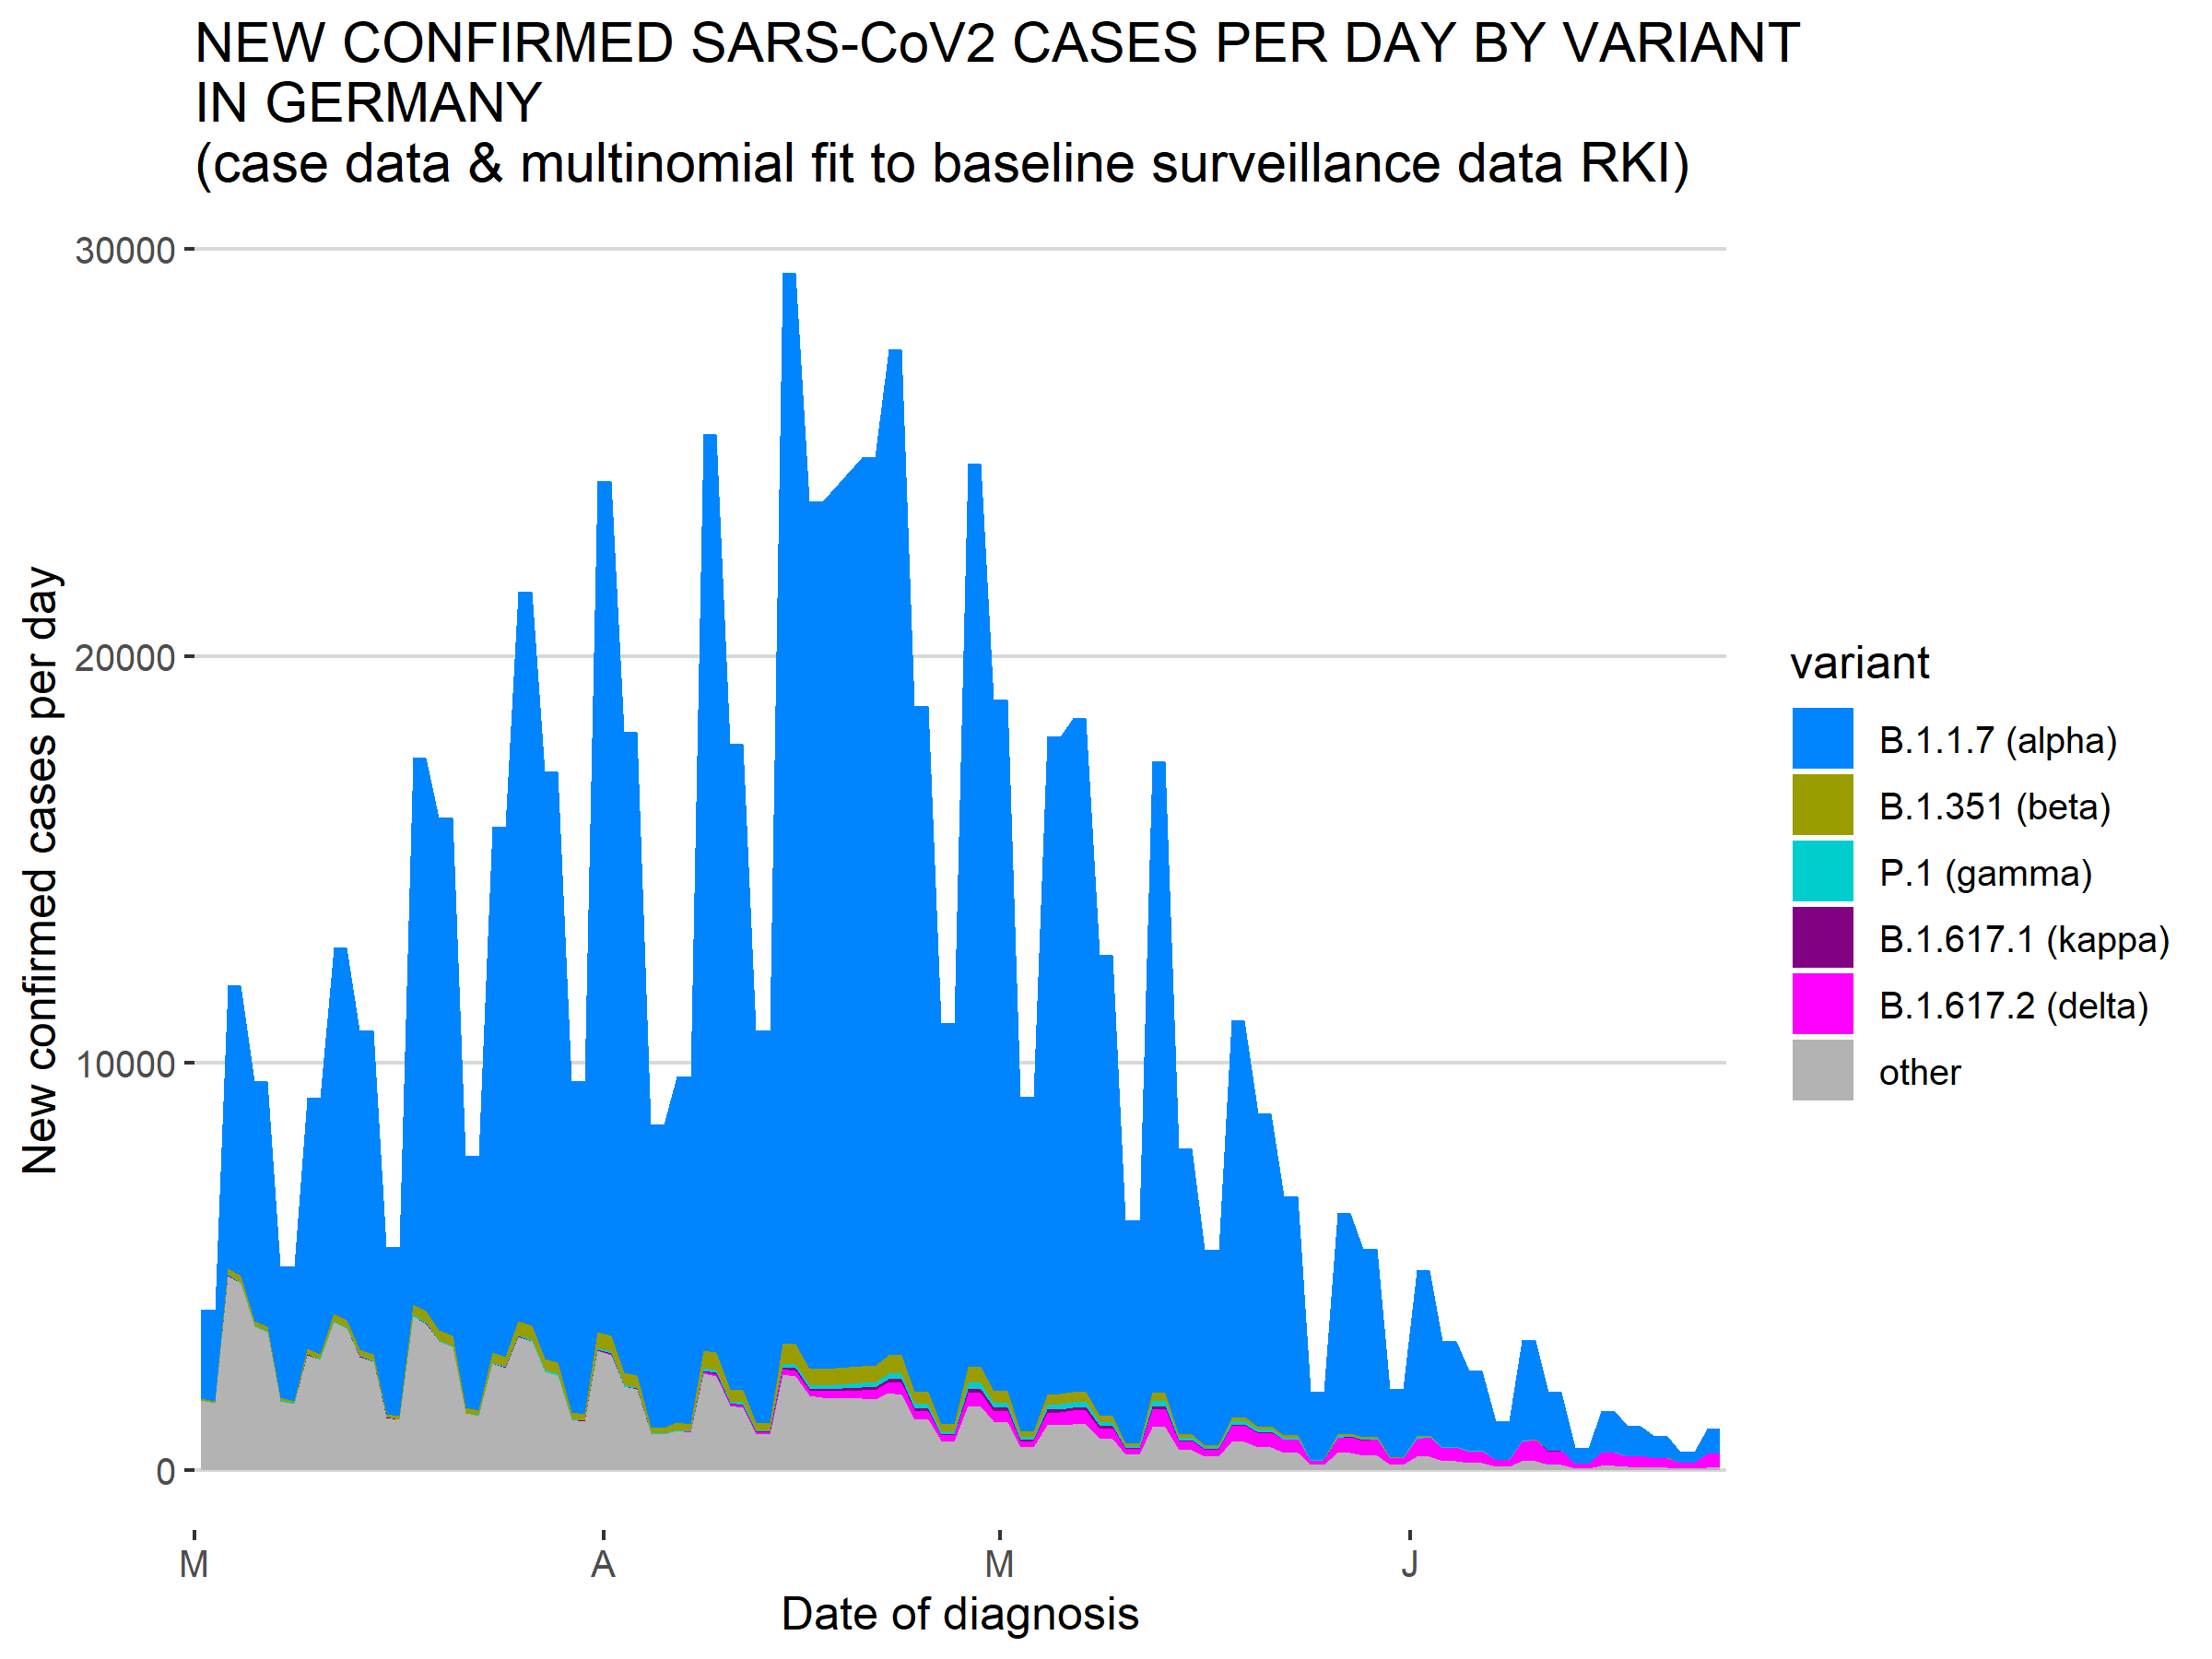 NEW CONFIRMED SARS-CoV2 CASES PER DAY BY VARIANT
IN GERMANY
(case data & multinomial fit to baseline surveillance data RKI)
New confirmed cases per day
30000
20000
10000
0
M
A
M
J
Date of diagnosis
variant
B.1.1.7 (alpha)
B.1.351 (beta)
P.1 (gamma)
B.1.617.1 (kappa)
B.1.617.2 (delta)
other